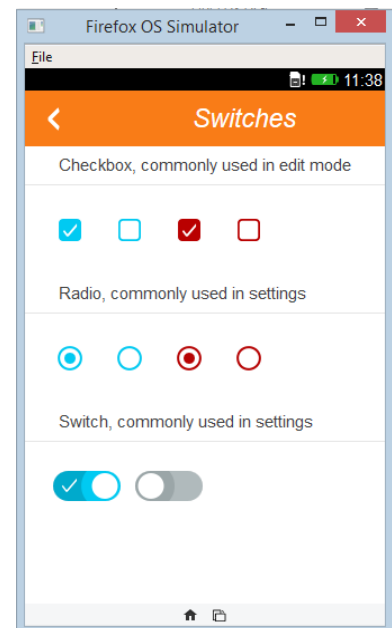 Firefox OS Simulator
File
11:38
Switches
Checkbox, commonly used in edit mode
Radio, commonly used in settings
Switch, commonly used in settings